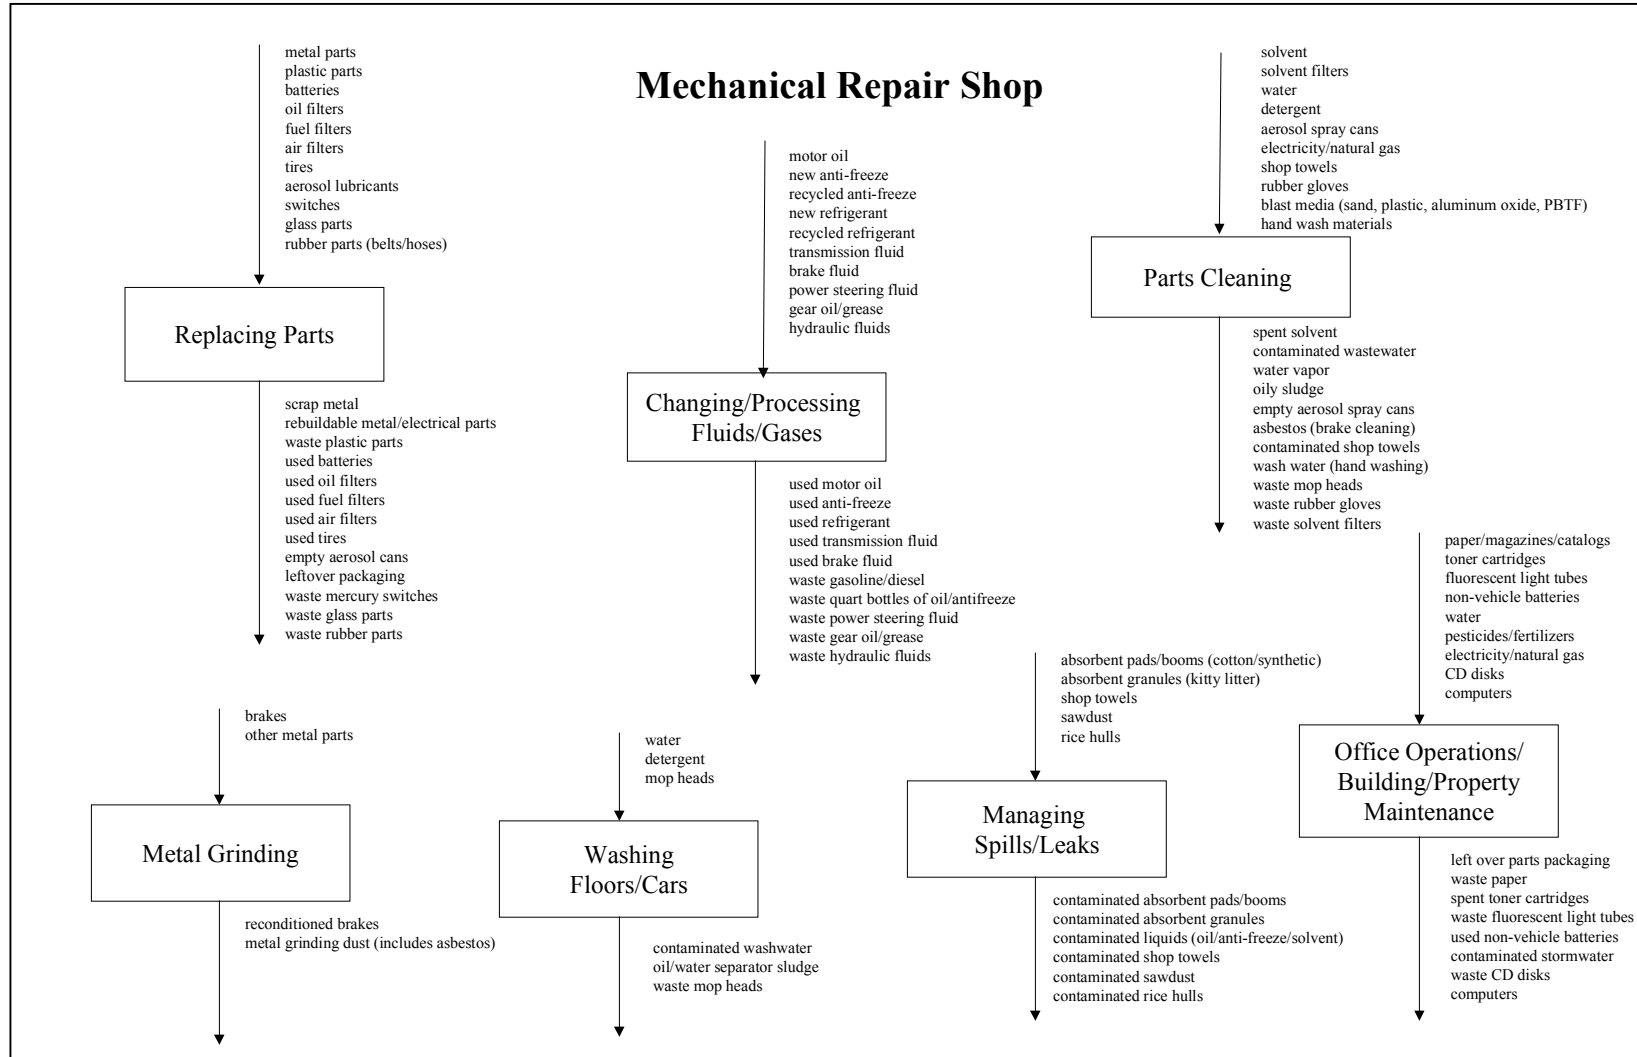 Mechanical Repair Shop
metal parts
plastic parts
batteries
oil filters
fuel filters
air filters
tires
aerosol lubricants
switches
glass parts
rubber parts (belts/hoses)
Replacing Parts
scrap metal
rebuildable metal/electrical parts
waste plastic parts
used batteries
used oil filters
used fuel filters
used air filters
used tires
empty aerosol cans
leftover packaging
waste mercury switches
waste glass parts
waste rubber parts
motor oil
new anti-freeze
recycled anti-freeze
new refrigerant
recycled refrigerant
transmission fluid
brake fluid
power steering fluid
gear oil/grease
hydraulic fluids
Changing/Processing
Fluids/Gases
used motor oil
used anti-freeze
used refrigerant
used transmission fluid
used brake fluid
waste gasoline/diesel
waste quart bottles of oil/antifreeze
waste power steering fluid
waste gear oil/grease
waste hydraulic fluids
solvent
solvent filters
water
detergent
aerosol spray cans
electricity/natural gas
shop towels
rubber gloves
blast media (sand, plastic, aluminum oxide, PBTF)
hand wash materials
Parts Cleaning
spent solvent
contaminated wastewater
water vapor
oily sludge
empty aerosol spray cans
asbestos (brake cleaning)
contaminated shop towels
wash water (hand washing)
waste mop heads
waste rubber gloves
waste solvent filters
brakes
other metal parts
Metal Grinding
reconditioned brakes
metal grinding dust (includes asbestos)
water
detergent
mop heads
Washing
Floors/Cars
contaminated washwater
oil/water separator sludge
waste mop heads
absorbent pads/booms (cotton/synthetic)
absorbent granules (kitty litter)
shop towels
sawdust
rice hulls
Managing
Spills/Leaks
contaminated absorbent pads/booms
contaminated absorbent granules
contaminated liquids (oil/anti-freeze/solvent)
contaminated shop towels
contaminated sawdust
contaminated rice hulls
paper/magazines/catalogs
toner cartridges
fluorescent light tubes
non-vehicle batteries
water
pesticides/fertilizers
electricity/natural gas
CD disks
computers
Office Operations/
Building/Property
Maintenance
left over parts packaging
waste paper
spent toner cartridges
waste fluorescent light tubes
used non-vehicle batteries
contaminated stormwater
waste CD disks
computers